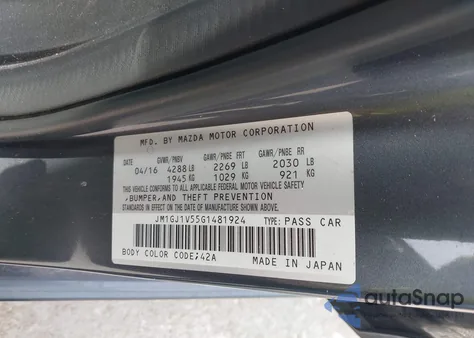 MFD. BY MAZDA MOTOR CORPORATION
GVWR/PNBV GAWR/PNBE FR GAWR/PNBE RR
04/16 4288 LB 2269 LB 2030 LB
1945 KG 1029 KG 921 KG
THIS VEHICLE CONFORMS TO ALL APPLICABLE FEDERAL MOTOR VEHICLE SAFETY
,BUMPER,AND THEFT PREVENTION
STANDARDS IN EFFECT ON THE DATE OF MANUFACTURE SHOWN ABOVE.
JM1GJ1V55G1481924 TYPE: PASS CAR
BODY COLOR CODE:42A MADE IN JAPAN
autoSnap